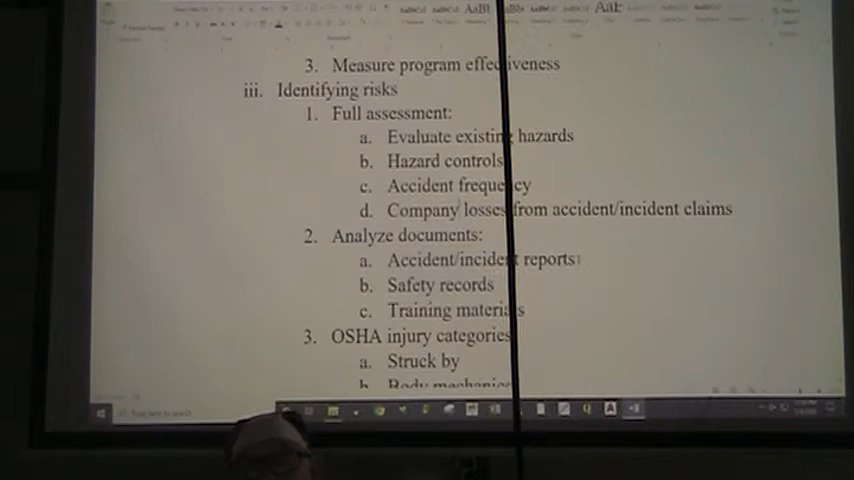 3. Measure program effectiveness
iii. Identifying risks
1. Full assessment:
a. Evaluate existing hazards
b. Hazard controls
c. Accident frequency
d. Company losses from accident/incident claims
2. Analyze documents:
a. Accident/incident reports
b. Safety records
c. Training materials
3. OSHA injury categories
a. Struck by
b. Body mechanics